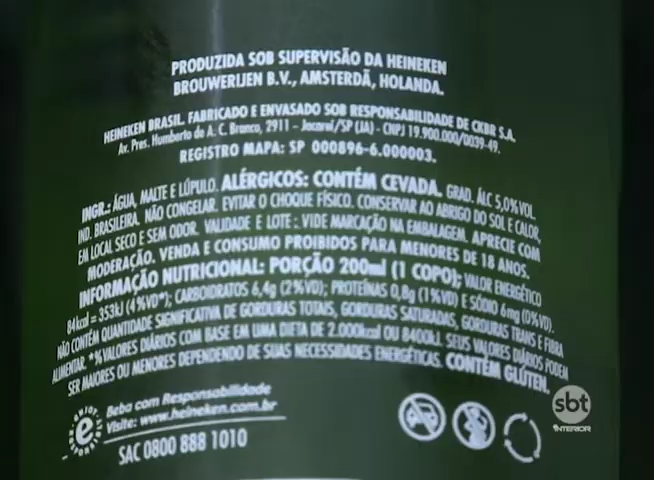 PRODUZIDA SOB SUPERVISÃO DA HEINEKEN
BROUWERIJEN B.V., AMSTERDÃ, HOLANDA.
HEINEKEN BRASIL. FABRICADO E ENVASADO SOB RESPONSABILIDADE DE CKBR S.A.
Av. Pres. Humberto de A. C. Branco, 2911 - Jacareí/SP (JA) - CNPJ 19.900.000/0039-49.
REGISTRO MAPA: SP 000896-6.000003.
INGR.: ÁGUA, MALTE E LÚPULO. ALÉRGICOS: CONTÉM CEVADA. GRAD. ÁLC 5,0% VOL.
IND. BRASILEIRA. NÃO CONGELAR. EVITAR O CHOQUE FÍSICO. CONSERVAR AO ABRIGO DO SOL E CALOR,
EM LOCAL SECO E SEM ODOR. VALIDADE E LOTE: VIDE MARCAÇÃO NA EMBALAGEM. APRECIE COM
MODERAÇÃO. VENDA E CONSUMO PROIBIDOS PARA MENORES DE 18 ANOS.
INFORMAÇÃO NUTRICIONAL: PORÇÃO 200ml (1 COPO); VALOR ENERGÉTICO
84kcal = 353kJ (4%VD*); CARBOIDRATOS 6,4g (2%VD); PROTEÍNAS 0,8g (1%VD) E SÓDIO 6mg (0%VD).
NÃO CONTÉM QUANTIDADE SIGNIFICATIVA DE GORDURAS TOTAIS, GORDURAS SATURADAS, GORDURAS TRANS E FIBRA
ALIMENTAR. *%VALORES DIÁRIOS COM BASE EM UMA DIETA DE 2.000kcal OU 8400kJ. SEUS VALORES DIÁRIOS PODEM
SER MAIORES OU MENORES DEPENDENDO DE SUAS NECESSIDADES ENERGÉTICAS. CONTÉM GLÚTEN.
Beba com Responsabilidade
Visite: www.heineken.com.br
SAC 0800 888 1010
sbt
INTERIOR